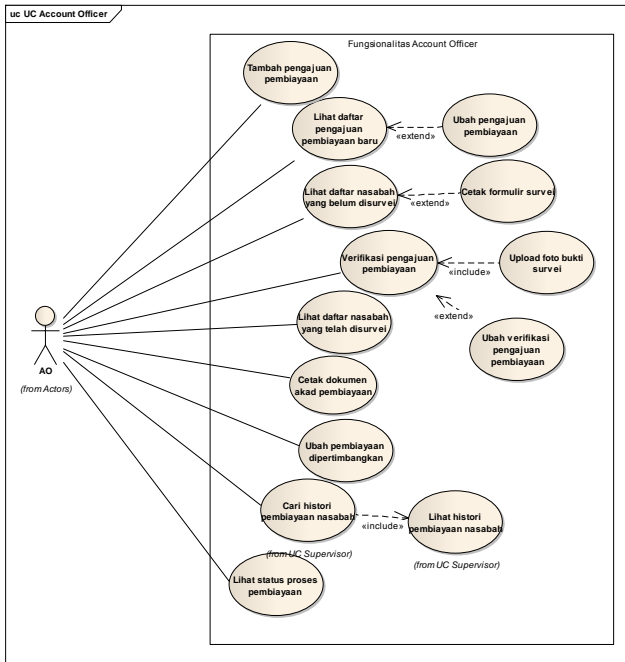 uc UC Account Officer
Fungsionalitas Account Officer
Tambah pengajuan
pembiayaan
Lihat daftar
pengajuan
pembiayaan baru
«extend»
Ubah pengajuan
pembiayaan
Lihat daftar nasabah
yang belum disurvei
«extend»
Cetak formulir survei
Verifikasi pengajuan
pembiayaan
«include»
Upload foto bukti
survei
«extend»
Ubah verifikasi
pengajuan
pembiayaan
Lihat daftar nasabah
yang telah disurvei
AO
(from Actors)
Cetak dokumen
akad pembiayaan
Ubah pembiayaan
dipertimbangkan
Cari histori
pembiayaan nasabah
(from UC Supervisor)
«include»
Lihat histori
pembiayaan nasabah
(from UC Supervisor)
Lihat status proses
pembiayaan